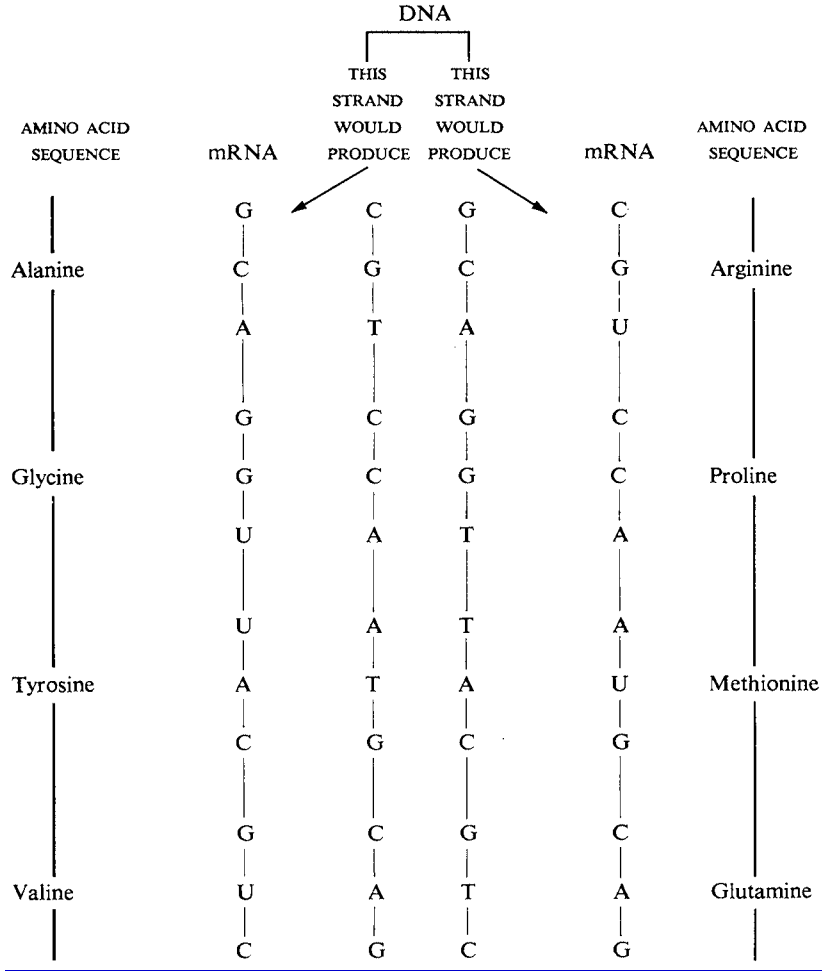 DNA
THIS THIS
STRAND STRAND
AMINO ACID WOULD WOULD AMINO ACID
SEQUENCE mRNA PRODUCE PRODUCE mRNA SEQUENCE
G C G C
Alanine C G C G Arginine
A T A U
G C G C
Glycine G C G C Proline
U A T A
U A T A
Tyrosine A T A U Methionine
C G C G
G C G C
Valine U A T A Glutamine
C G C G